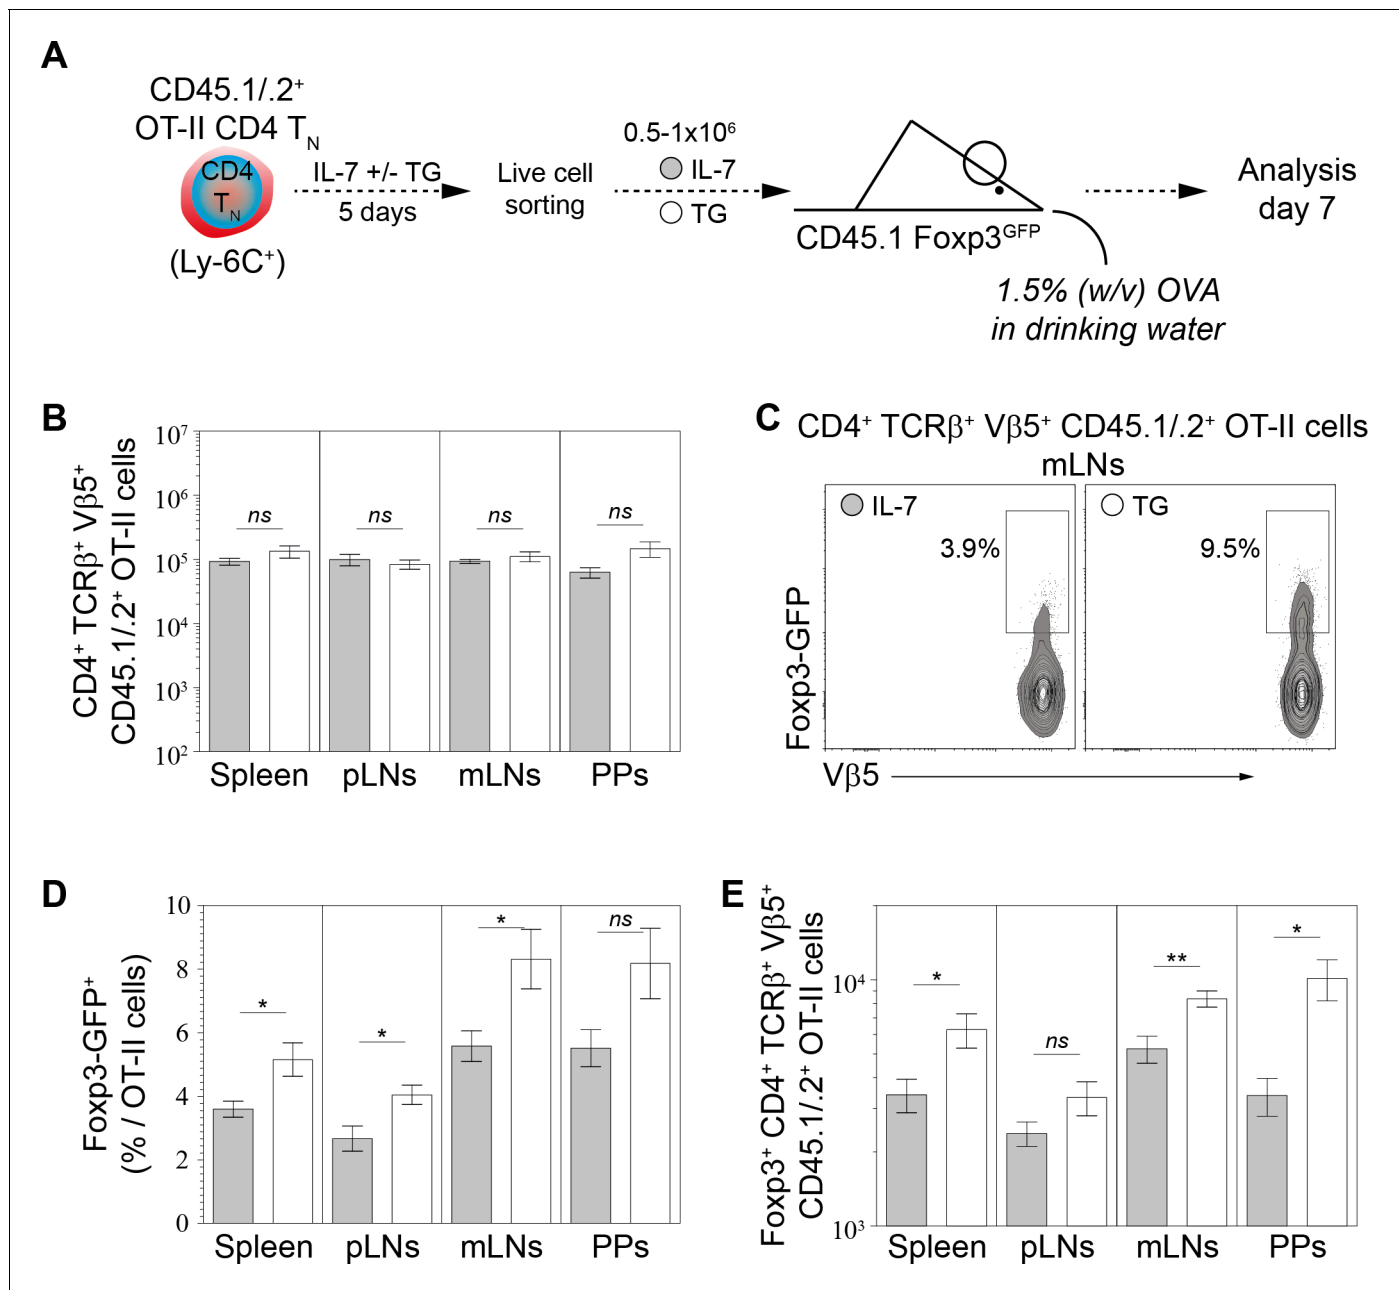 A
CD45.1/.2⁺
OT-II CD4 T_N
CD4
T_N
(Ly-6C⁺)
IL-7 +/- TG
5 days
Live cell
sorting
0.5-1x10⁶
IL-7
TG
CD45.1 Foxp3^GFP
1.5% (w/v) OVA
in drinking water
Analysis
day 7
B
CD4⁺ TCRβ⁺ Vβ5⁺
CD45.1/.2⁺ OT-II cells
10⁷
10⁶
10⁵
10⁴
10³
10²
ns
ns
ns
ns
Spleen
pLNs
mLNs
PPs
C
CD4⁺ TCRβ⁺ Vβ5⁺ CD45.1/.2⁺ OT-II cells
mLNs
IL-7
3.9%
TG
9.5%
Foxp3-GFP
Vβ5
D
Foxp3-GFP⁺
(% / OT-II cells)
10
8
6
4
2
0
*
*
*
ns
Spleen
pLNs
mLNs
PPs
E
Foxp3⁺ CD4⁺ TCRβ⁺ Vβ5⁺
CD45.1/.2⁺ OT-II cells
10⁴
10³
*
ns
**
*
Spleen
pLNs
mLNs
PPs